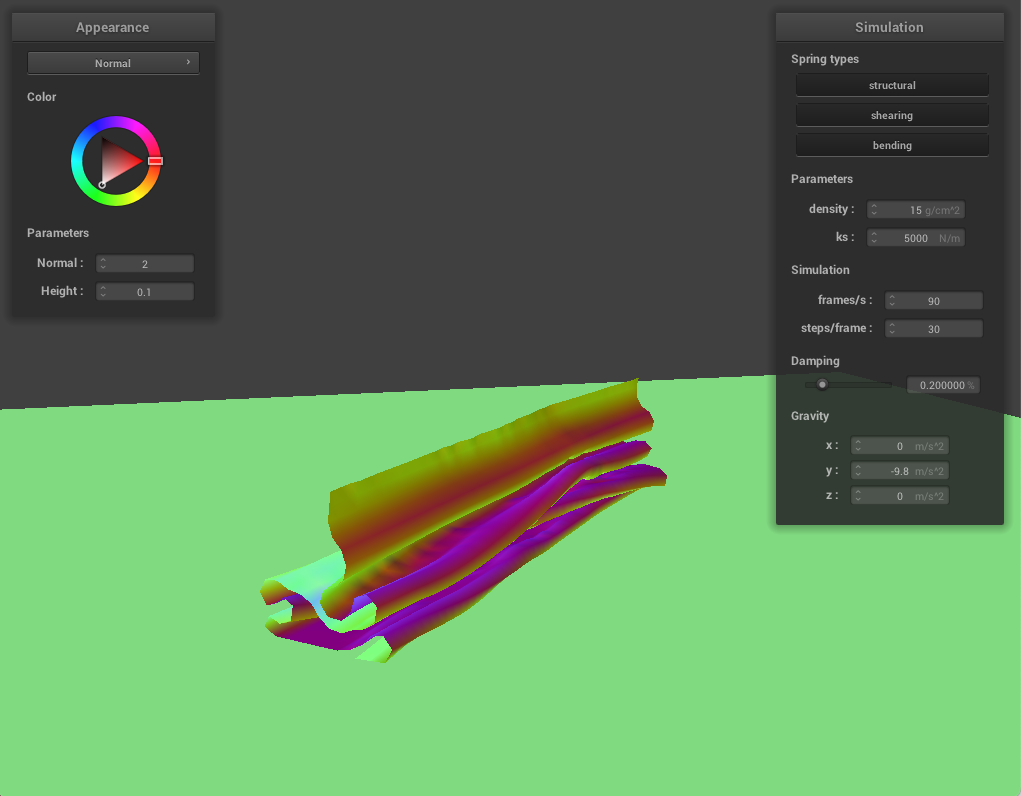 Appearance
Normal
Color
Parameters
Normal : 2
Height : 0.1
Simulation
Spring types
structural
shearing
bending
Parameters
density : 15 g/cm^2
ks : 5000 N/m
Simulation
frames/s : 90
steps/frame : 30
Damping
0.200000 %
Gravity
x : 0 m/s^2
y : -9.8 m/s^2
z : 0 m/s^2